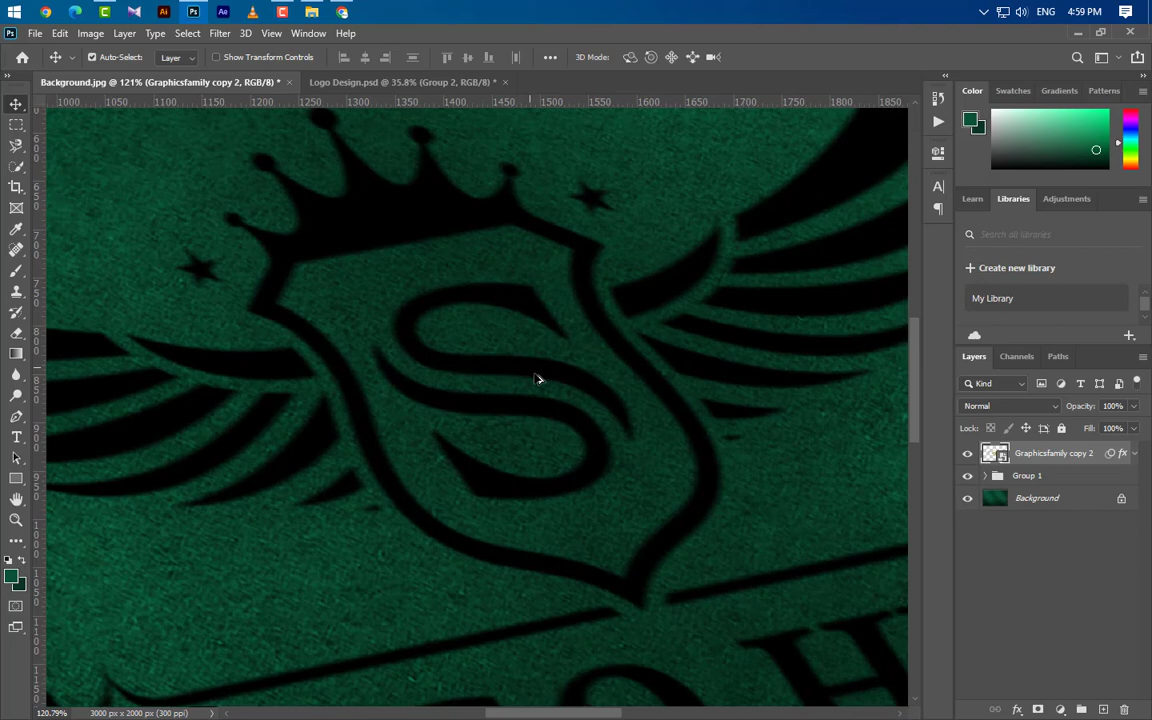 ENG 4:59 PM
File Edit Image Layer Type Select Filter 3D View Window Help
Auto-Select: Layer Show Transform Controls 3D Mode:
Background.jpg @ 121% (Graphicsfamily copy 2, RGB/8) * × Logo Design.psd @ 35.8% (Group 2, RGB/8) * ×
1000 1050 1100 1150 1200 1250 1300 1350 1400 1450 1500 1550 1600 1650 1700 1750 1800 1850
Color Swatches Gradients Patterns
Learn Libraries Adjustments
Search all libraries
+ Create new library
My Library
Layers Channels Paths
Kind
Normal Opacity: 100%
Lock: Fill: 100%
Graphicsfamily copy 2 fx
Group 1
Background
S
H
120.79% 3000 px x 2000 px (300 ppi)